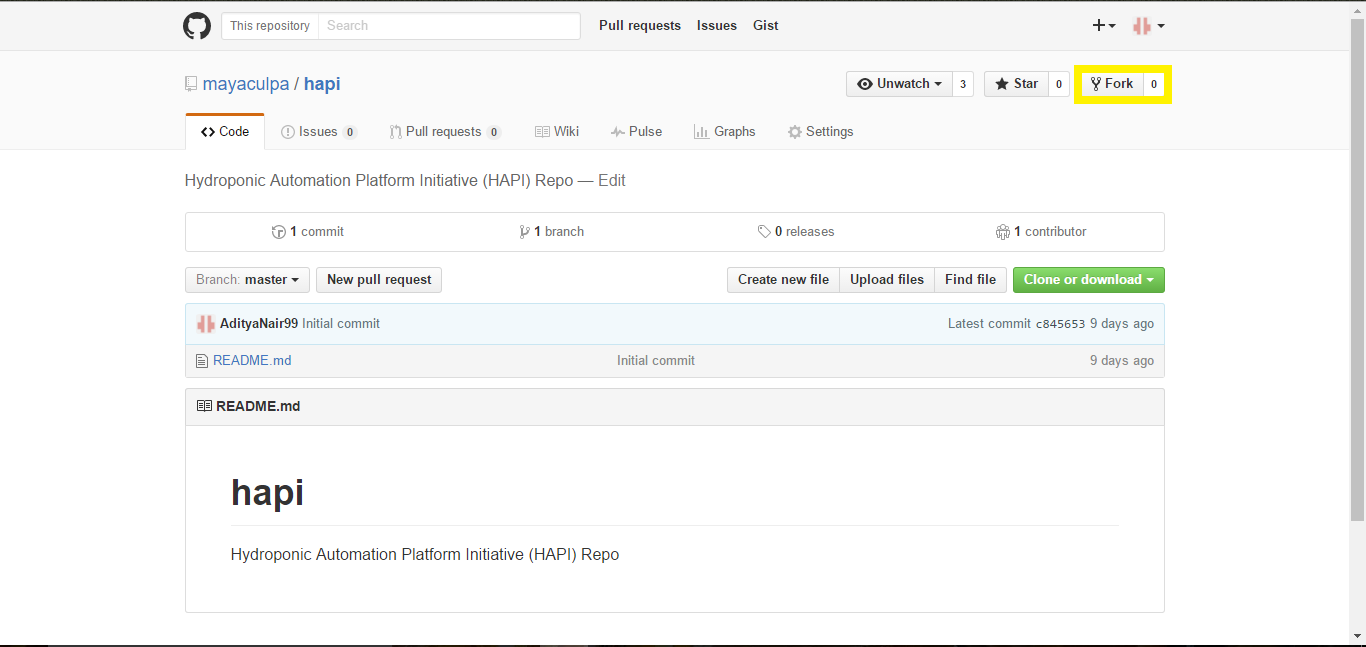 This repository Search Pull requests Issues Gist
mayaculpa / hapi Unwatch 3 Star 0 Fork 0
Code Issues 0 Pull requests 0 Wiki Pulse Graphs Settings
Hydroponic Automation Platform Initiative (HAPI) Repo — Edit
1 commit 1 branch 0 releases 1 contributor
Branch: master New pull request Create new file Upload files Find file Clone or download
AdityaNair99 Initial commit Latest commit c845653 9 days ago
README.md Initial commit 9 days ago
README.md
hapi
Hydroponic Automation Platform Initiative (HAPI) Repo